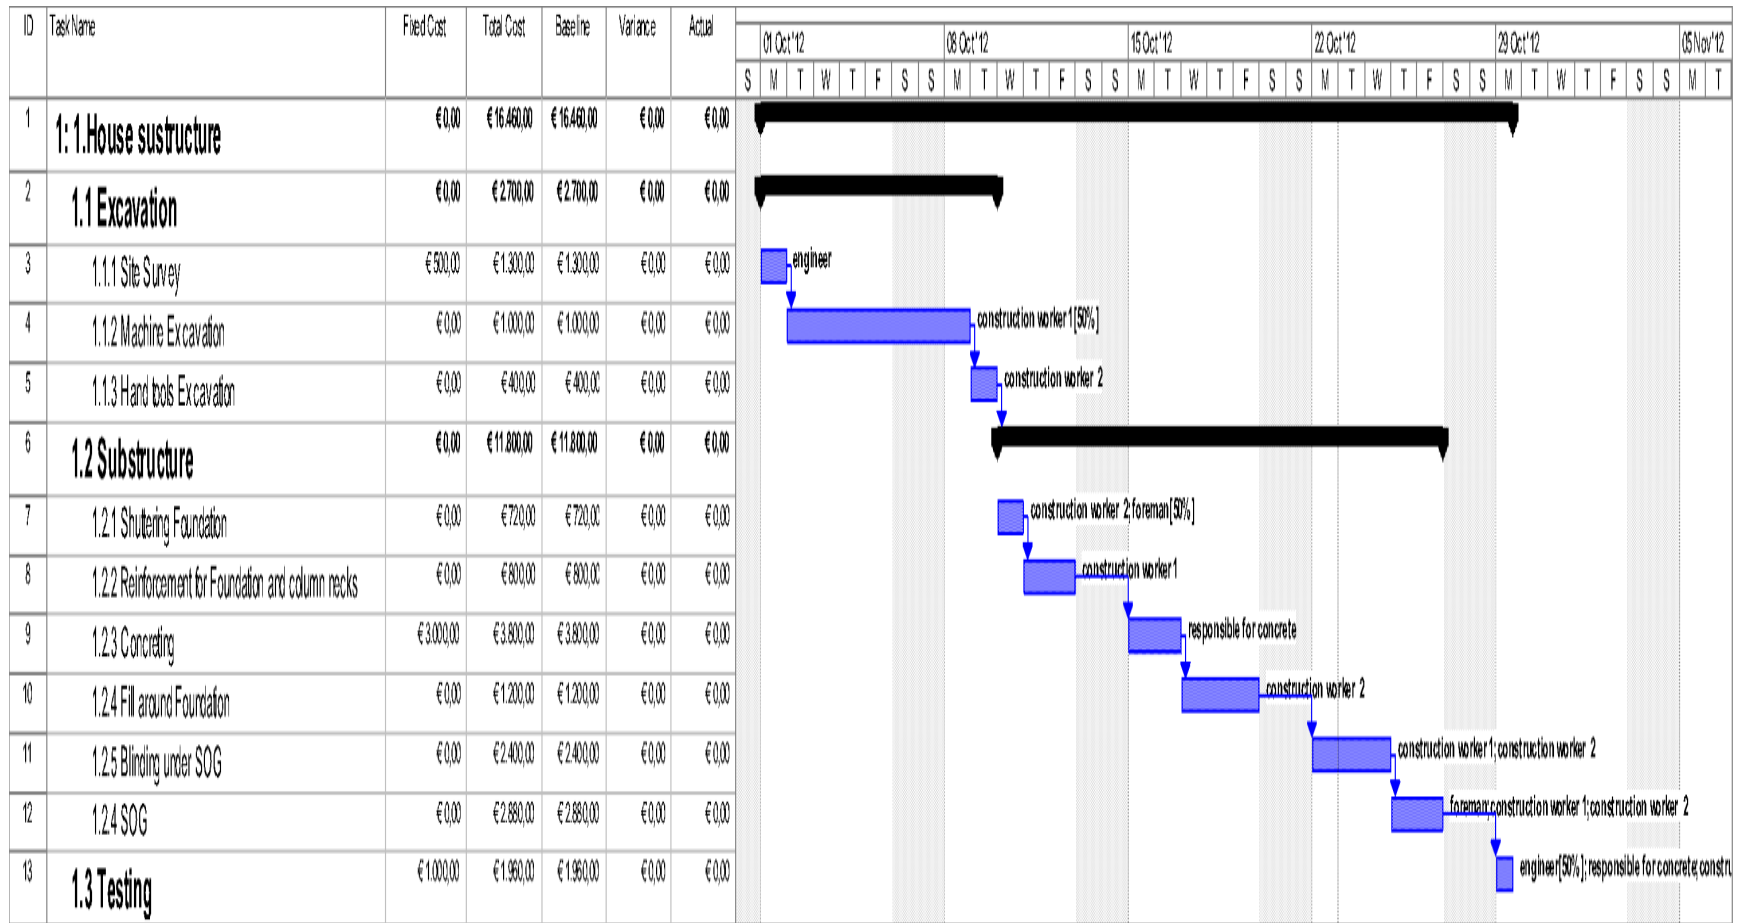 ID Task Name Fixed Cost Total Cost Baseline Variance Actual 01 Oct '12 08 Oct '12 15 Oct '12 22 Oct '12 29 Oct '12 05 Nov '12
S M T W T F S S M T W T F S S M T W T F S S M T W T F S S M T W T F S S M T
1 1: 1.House sustructure € 0,00 € 16.460,00 € 16.460,00 € 0,00 € 0,00
2 1.1 Excavation € 0,00 € 2.700,00 € 2.700,00 € 0,00 € 0,00
3 1.1.1 Site Survey € 500,00 € 1.300,00 € 1.300,00 € 0,00 € 0,00 engineer
4 1.1.2 Machine Excavation € 0,00 € 1.000,00 € 1.000,00 € 0,00 € 0,00 construction worker 1[50%]
5 1.1.3 Hand tools Excavation € 0,00 € 400,00 € 400,00 € 0,00 € 0,00 construction worker 2
6 1.2 Substructure € 0,00 € 11.800,00 € 11.800,00 € 0,00 € 0,00
7 1.2.1 Shuttering Foundation € 0,00 € 720,00 € 720,00 € 0,00 € 0,00 construction worker 2;foreman[50%]
8 1.2.2 Reinforcement for Foundation and column necks € 0,00 € 800,00 € 800,00 € 0,00 € 0,00 construction worker 1
9 1.2.3 Concreting € 3.000,00 € 3.800,00 € 3.800,00 € 0,00 € 0,00 responsible for concrete
10 1.2.4 Fill around Foundation € 0,00 € 1.200,00 € 1.200,00 € 0,00 € 0,00 construction worker 2
11 1.2.5 Blinding under SOG € 0,00 € 2.400,00 € 2.400,00 € 0,00 € 0,00 construction worker 1;construction worker 2
12 1.2.4 SOG € 0,00 € 2.880,00 € 2.880,00 € 0,00 € 0,00 foreman;construction worker 1;construction worker 2
13 1.3 Testing € 1.000,00 € 1.960,00 € 1.960,00 € 0,00 € 0,00 engineer[50%];responsible for concrete;constru